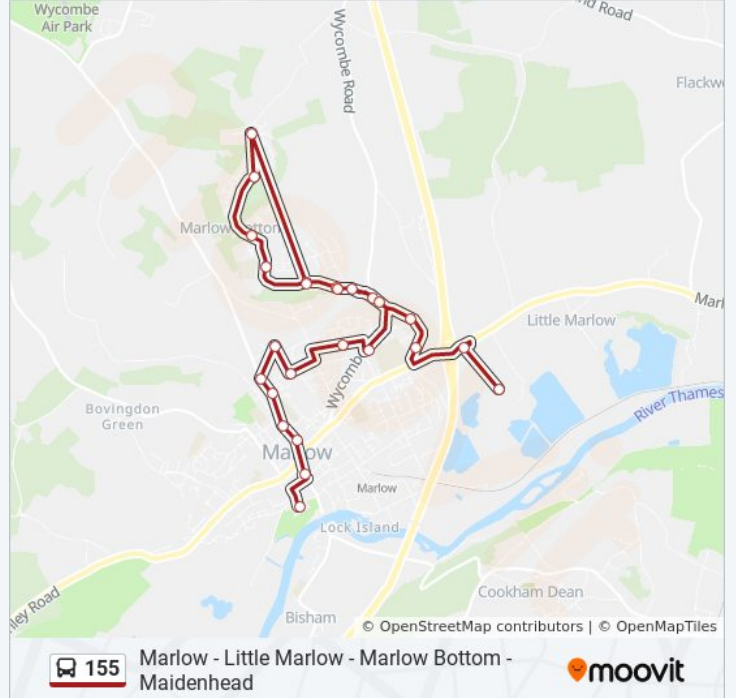 Wycombe
Air Park
Wycombe Road
Road
Flackw
Marlow Bottom
Little Marlow
Marl
River Thames
Wycombe
Bovingdon
Green
Marlow
Marlow
Lock Island
Cookham Dean
nley Road
Bisham
© OpenStreetMap contributors | © OpenMapTiles
155
Marlow - Little Marlow - Marlow Bottom -
Maidenhead
moovit